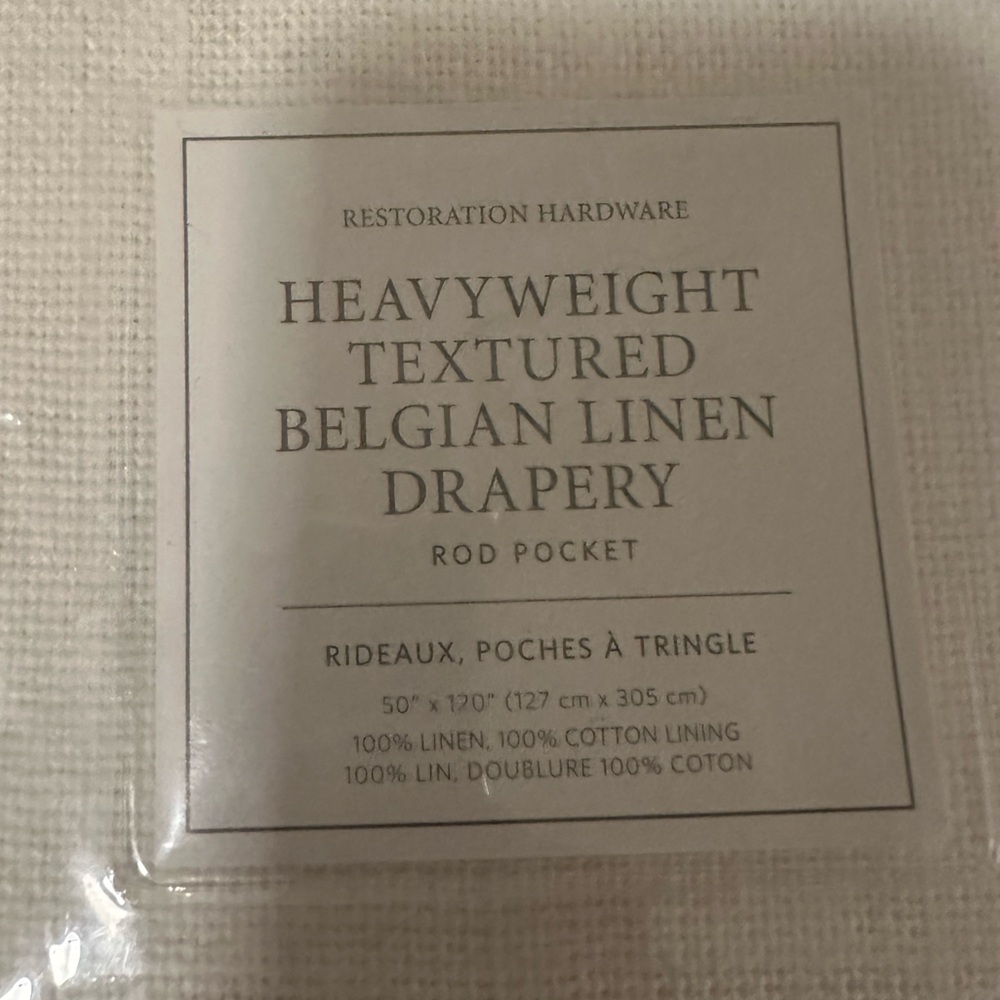 RESTORATION HARDWARE
HEAVYWEIGHT
TEXTURED
BELGIAN LINEN
DRAPERY
ROD POCKET
RIDEAUX, POCHES À TRINGLE
50" x 120" (127 cm x 305 cm)
100% LINEN, 100% COTTON LINING
100% LIN, DOUBLURE 100% COTON